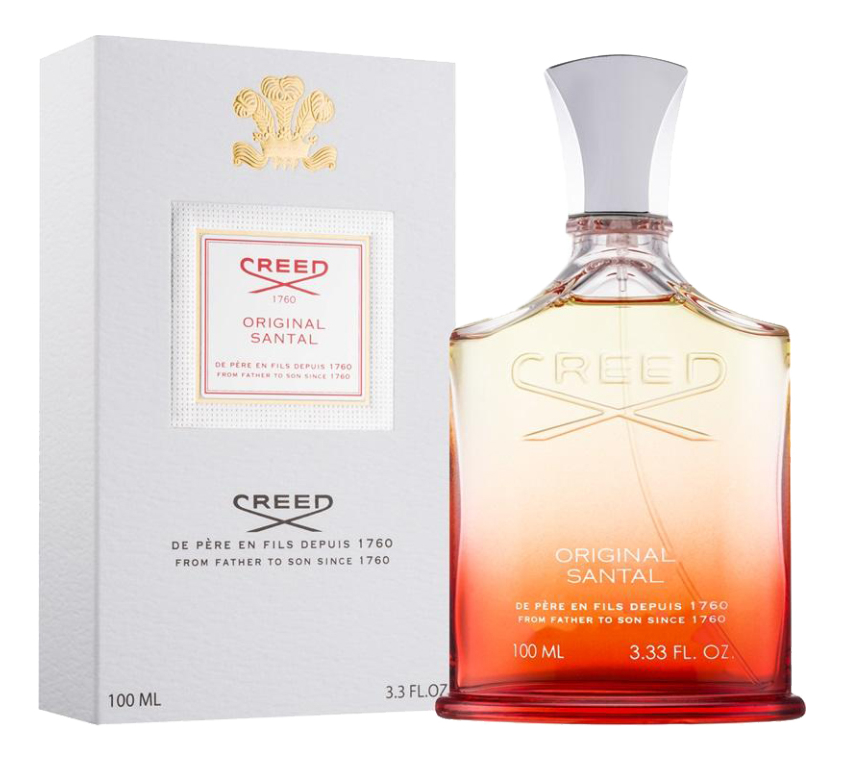 CREED
1760
ORIGINAL
SANTAL
DE PÈRE EN FILS DEPUIS 1760
FROM FATHER TO SON SINCE 1760
CREED
DE PÈRE EN FILS DEPUIS 1760
FROM FATHER TO SON SINCE 1760
100 ML
3.3 FL.OZ
CREED
ORIGINAL
SANTAL
DE PÈRE EN FILS DEPUIS 1760
FROM FATHER TO SON SINCE 1760
100 ML 3.33 FL. OZ.